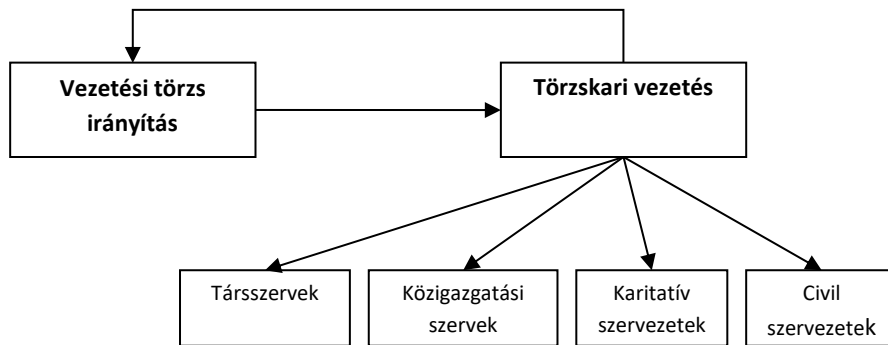 Vezetési törzs
irányítás
Törzskari vezetés
Társszervek
Közigazgatási
szervek
Karitatív
szervezetek
Civil
szervezetek